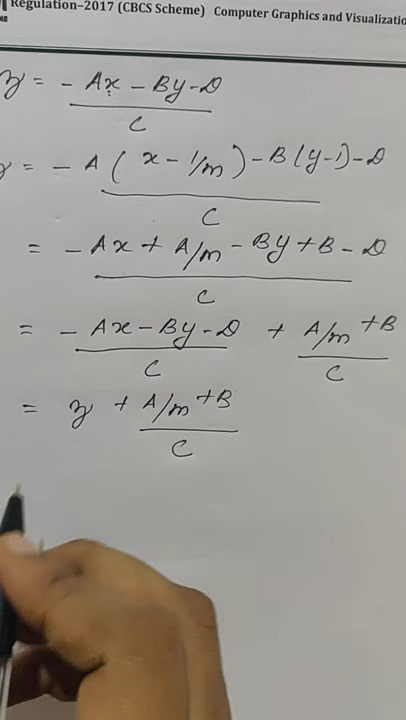 Regulation–2017 (CBCS Scheme) Computer Graphics and Visualizatio
z = (-Ax - By - D)/C
z = (-A(x - 1/m) - B(y-1) - D)/C
= (-Ax + A/m - By + B - D)/C
= (-Ax - By - D)/C + (A/m + B)/C
= z + (A/m + B)/C